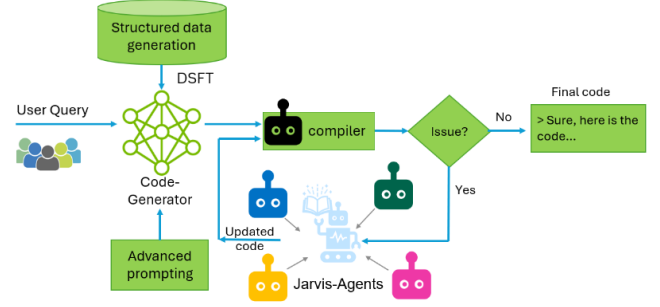 Structured data
generation
DSFT
User Query
Code-
Generator
Advanced
prompting
compiler
Issue?
No
Yes
Final code
> Sure, here is the
code...
Updated
code
Jarvis-Agents